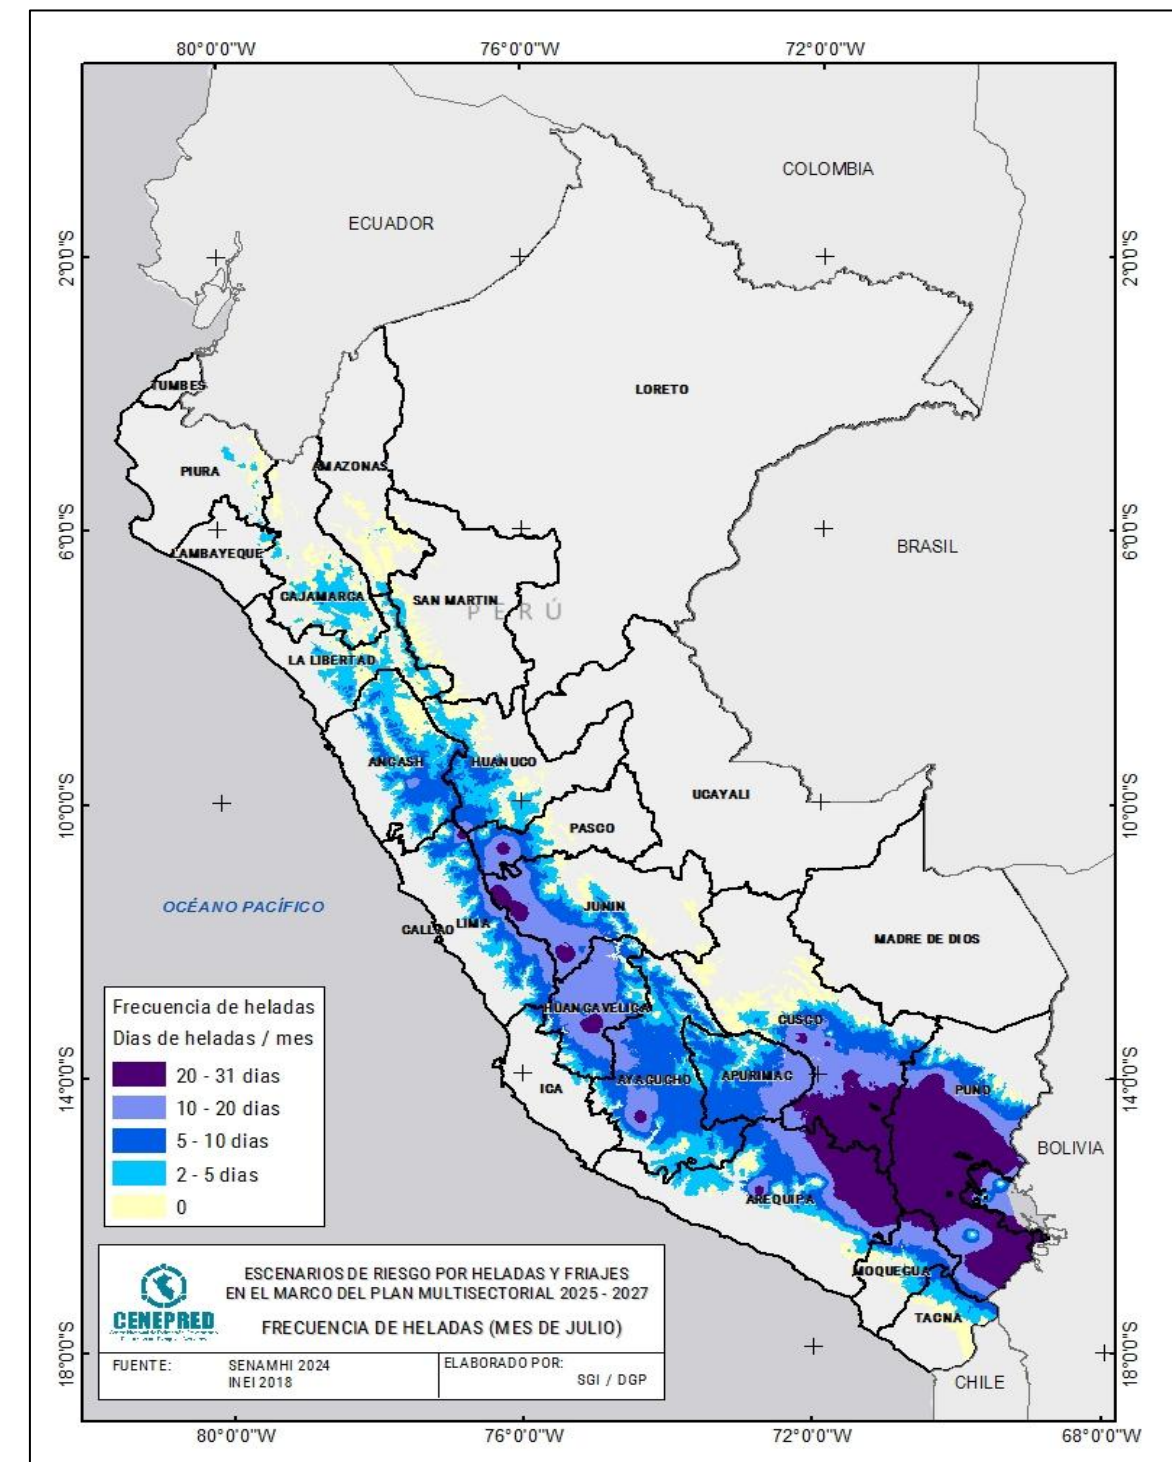 80°0'0"W 76°0'0"W 72°0'0"W
COLOMBIA
ECUADOR
2°0'0"S 2°0'0"S
TUMBES
LORETO
AMAZONAS
PIURA
6°0'0"S 6°0'0"S
BRASIL
LAMBAYEQUE
CAJAMARCA
SAN MARTIN
PERÚ
LA LIBERTAD
ANCASH
HUANUCO
UCAYALI
10°0'0"S 10°0'0"S
PASCO
OCÉANO PACÍFICO
JUNIN
CALLAO
LIMA
MADRE DE DIOS
HUANCAVELICA
CUSCO
AYACUCHO
APURIMAC
ICA
PUNO
14°0'0"S 14°0'0"S
BOLIVIA
AREQUIPA
MOQUEGUA
TACNA
CHILE
18°0'0"S 18°0'0"S
Frecuencia de heladas
Dias de heladas / mes
20 - 31 dias
10 - 20 dias
5 - 10 dias
2 - 5 dias
0
CENEPRED
ESCENARIOS DE RIESGO POR HELADAS Y FRIAJES
EN EL MARCO DEL PLAN MULTISECTORIAL 2025 - 2027
FRECUENCIA DE HELADAS (MES DE JULIO)
FUENTE: SENAMHI 2024
INEI 2018
ELABORADO POR:
SGI / DGP
80°0'0"W 76°0'0"W 72°0'0"W 68°0'0"W